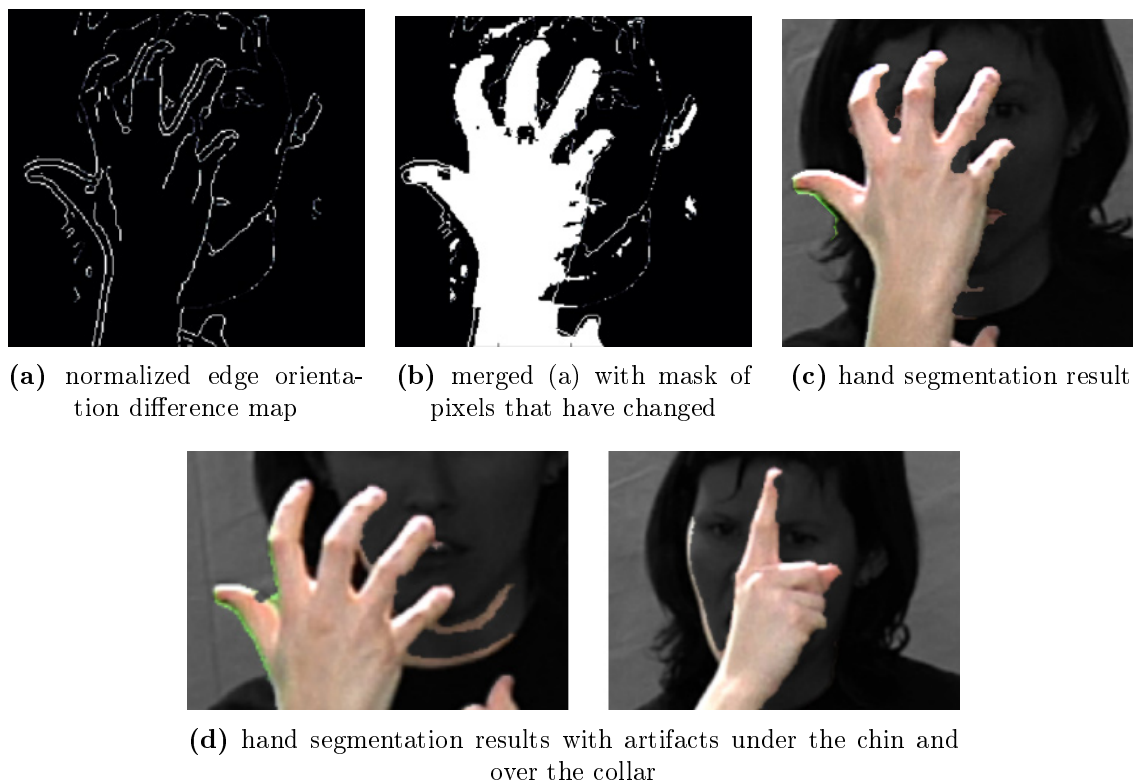 (a) normalized edge orienta-
tion difference map
(b) merged (a) with mask of
pixels that have changed
(c) hand segmentation result
(d) hand segmentation results with artifacts under the chin and
over the collar